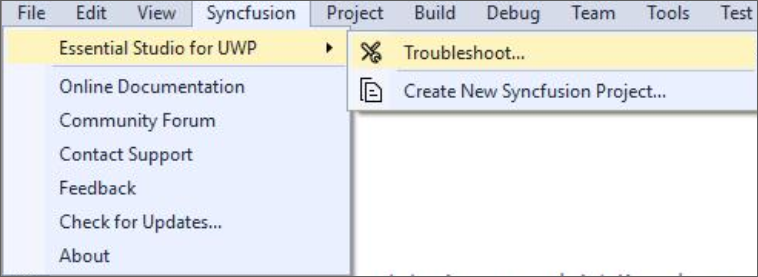 File Edit View Syncfusion Project Build Debug Team Tools Test
Essential Studio for UWP
Troubleshoot...
Online Documentation
Create New Syncfusion Project...
Community Forum
Contact Support
Feedback
Check for Updates...
About